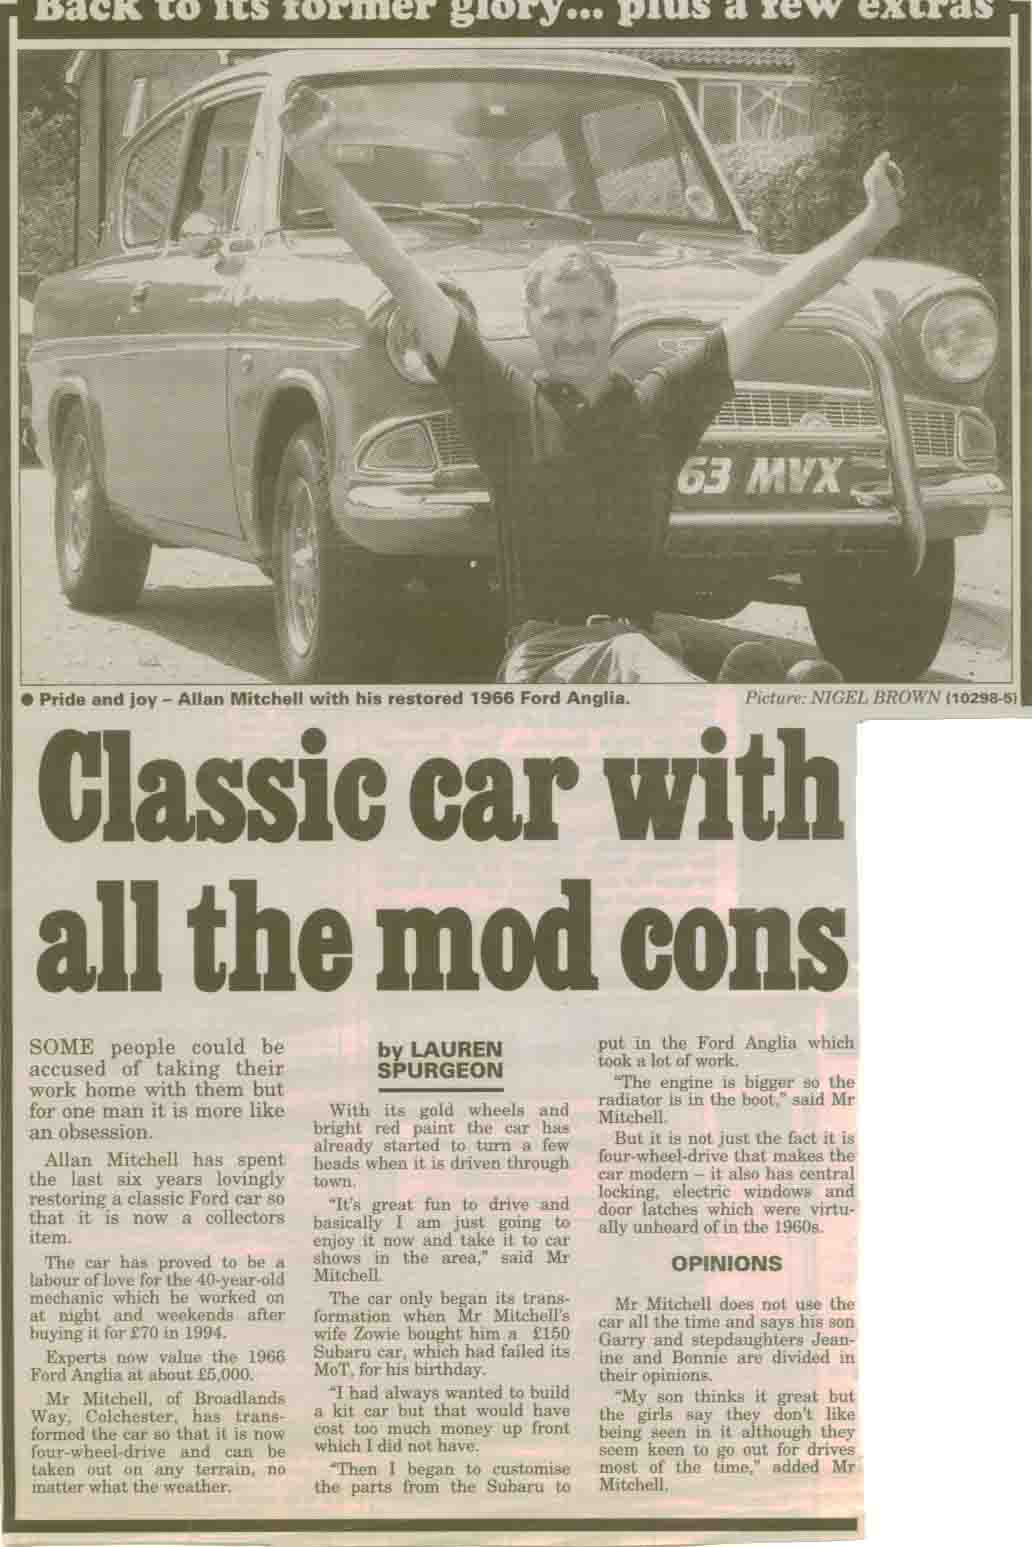 Back to its former glory... plus a few extras
63 MVX
● Pride and joy – Allan Mitchell with his restored 1966 Ford Anglia.
Picture: NIGEL BROWN (10298-5)
Classic car with
all the mod cons
SOME people could be
accused of taking their
work home with them but
for one man it is more like
an obsession.
Allan Mitchell has spent
the last six years lovingly
restoring a classic Ford car so
that it is now a collectors
item.
The car has proved to be a
labour of love for the 40-year-old
mechanic which he worked on
at night and weekends after
buying it for £70 in 1994.
Experts now value the 1966
Ford Anglia at about £5,000.
Mr Mitchell, of Broadlands
Way, Colchester, has trans-
formed the car so that it is now
four-wheel-drive and can be
taken out on any terrain, no
matter what the weather.
by LAUREN
SPURGEON
With its gold wheels and
bright red paint the car has
already started to turn a few
heads when it is driven through
town.
"It's great fun to drive and
basically I am just going to
enjoy it now and take it to car
shows in the area," said Mr
Mitchell.
The car only began its trans-
formation when Mr Mitchell's
wife Zowie bought him a £150
Subaru car, which had failed its
MoT, for his birthday.
"I had always wanted to build
a kit car but that would have
cost too much money up front
which I did not have.
"Then I began to customise
the parts from the Subaru to
put in the Ford Anglia which
took a lot of work.
"The engine is bigger so the
radiator is in the boot," said Mr
Mitchell.
But it is not just the fact it is
four-wheel-drive that makes the
car modern – it also has central
locking, electric windows and
door latches which were virtu-
ally unheard of in the 1960s.
OPINIONS
Mr Mitchell does not use the
car all the time and says his son
Garry and stepdaughters Jean-
ine and Bonnie are divided in
their opinions.
"My son thinks it great but
the girls say they don't like
being seen in it although they
seem keen to go out for drives
most of the time," added Mr
Mitchell.